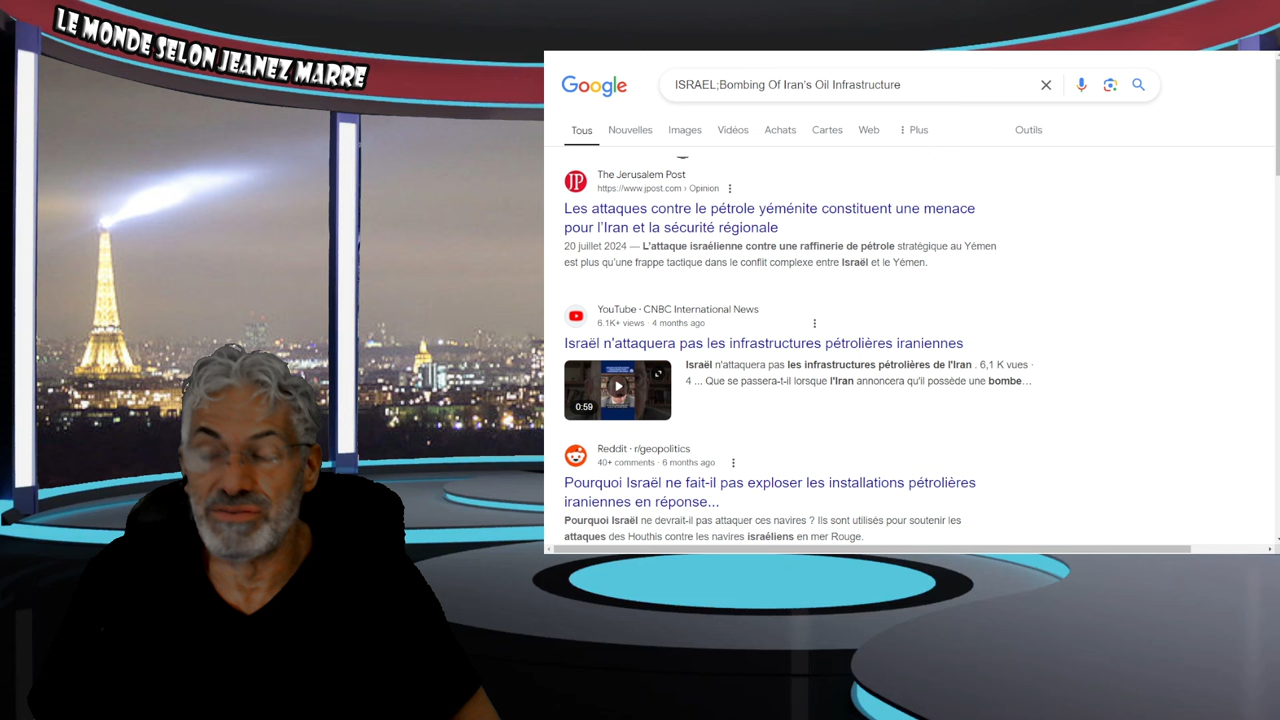 LE MONDE SELON JEANEZ MARRE
Google
ISRAEL;Bombing Of Iran's Oil Infrastructure
Tous Nouvelles Images Vidéos Achats Cartes Web Plus Outils
JP
The Jerusalem Post
https://www.jpost.com › Opinion
Les attaques contre le pétrole yéménite constituent une menace
pour l'Iran et la sécurité régionale
20 juillet 2024 — L'attaque israélienne contre une raffinerie de pétrole stratégique au Yémen
est plus qu'une frappe tactique dans le conflit complexe entre Israël et le Yémen.
YouTube · CNBC International News
6.1K+ views · 4 months ago
Israël n'attaquera pas les infrastructures pétrolières iraniennes
0:59
Israël n'attaquera pas les infrastructures pétrolières de l'Iran . 6,1 K vues ·
4 ... Que se passera-t-il lorsque l'Iran annoncera qu'il possède une bombe...
Reddit · r/geopolitics
40+ comments · 6 months ago
Pourquoi Israël ne fait-il pas exploser les installations pétrolières
iraniennes en réponse...
Pourquoi Israël ne devrait-il pas attaquer ces navires ? Ils sont utilisés pour soutenir les
attaques des Houthis contre les navires israéliens en mer Rouge.